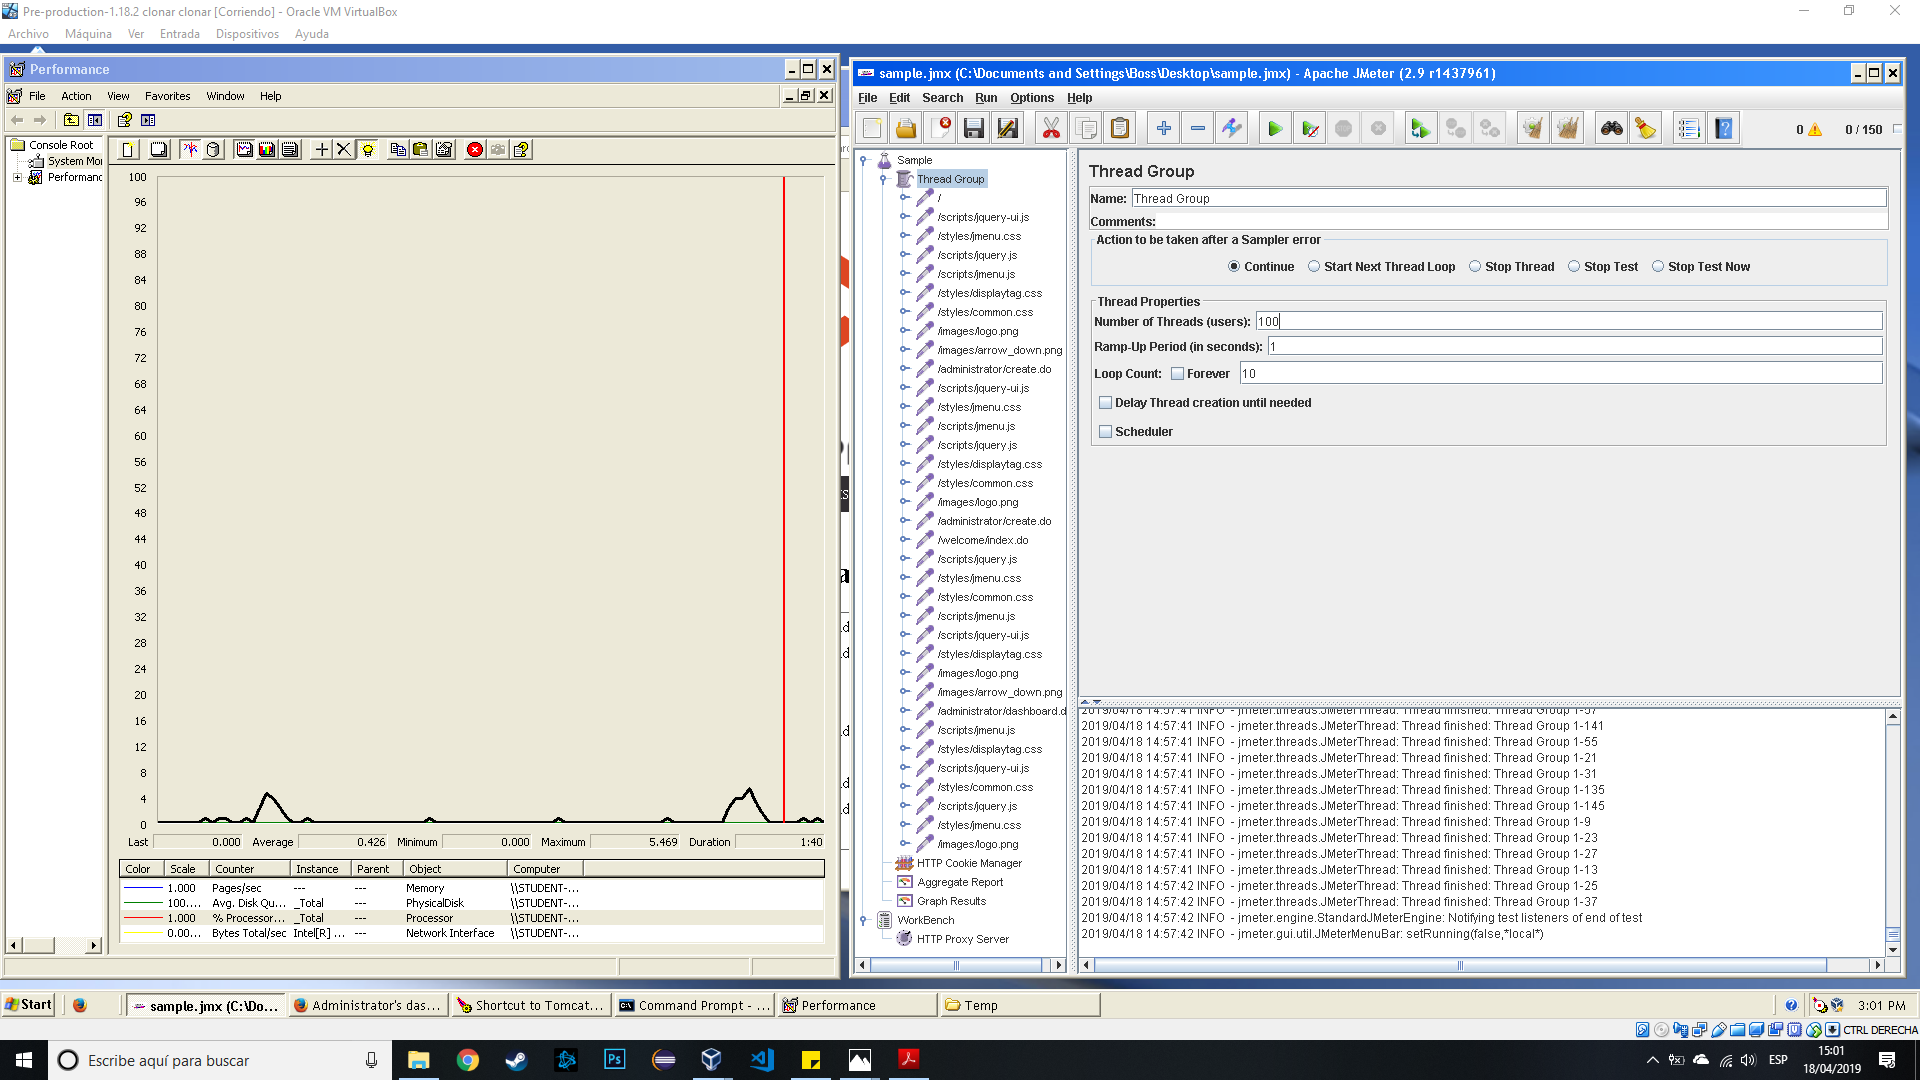 Pre-production-1.18.2 clonar clonar [Corriendo] - Oracle VM VirtualBox
Archivo Máquina Ver Entrada Dispositivos Ayuda
Performance
File Action View Favorites Window Help
Console Root
System Mo
Performanc
100
96
92
88
84
80
76
72
68
64
60
56
52
48
44
40
36
32
28
24
20
16
12
8
4
0
Last 0.000 Average 0.426 Minimum 0.000 Maximum 5.469 Duration 1:40
Color Scale Counter Instance Parent Object Computer
1.000 Pages/sec --- --- Memory \\STUDENT-...
100.... Avg. Disk Qu... _Total --- PhysicalDisk \\STUDENT-...
1.000 % Processor... _Total --- Processor \\STUDENT-...
0.00... Bytes Total/sec Intel[R] ... --- Network Interface \\STUDENT-...
sample.jmx (C:\Documents and Settings\Boss\Desktop\sample.jmx) - Apache JMeter (2.9 r1437961)
File Edit Search Run Options Help
0 0 / 150
Sample
Thread Group
/
/scripts/jquery-ui.js
/styles/jmenu.css
/scripts/jquery.js
/scripts/jmenu.js
/styles/displaytag.css
/styles/common.css
/images/logo.png
/images/arrow_down.png
/administrator/create.do
/scripts/jquery-ui.js
/styles/jmenu.css
/scripts/jmenu.js
/scripts/jquery.js
/styles/displaytag.css
/styles/common.css
/images/logo.png
/administrator/create.do
/welcome/index.do
/scripts/jquery.js
/styles/jmenu.css
/styles/common.css
/scripts/jmenu.js
/scripts/jquery-ui.js
/styles/displaytag.css
/images/logo.png
/images/arrow_down.png
/administrator/dashboard.d
/scripts/jmenu.js
/styles/displaytag.css
/scripts/jquery-ui.js
/styles/common.css
/scripts/jquery.js
/styles/jmenu.css
/images/logo.png
HTTP Cookie Manager
Aggregate Report
Graph Results
WorkBench
HTTP Proxy Server
Thread Group
Name: Thread Group
Comments:
Action to be taken after a Sampler error
Continue Start Next Thread Loop Stop Thread Stop Test Stop Test Now
Thread Properties
Number of Threads (users): 100
Ramp-Up Period (in seconds): 1
Loop Count: Forever 10
Delay Thread creation until needed
Scheduler
2019/04/18 14:57:41 INFO - jmeter.threads.JMeterThread: Thread finished: Thread Group 1-57
2019/04/18 14:57:41 INFO - jmeter.threads.JMeterThread: Thread finished: Thread Group 1-141
2019/04/18 14:57:41 INFO - jmeter.threads.JMeterThread: Thread finished: Thread Group 1-55
2019/04/18 14:57:41 INFO - jmeter.threads.JMeterThread: Thread finished: Thread Group 1-21
2019/04/18 14:57:41 INFO - jmeter.threads.JMeterThread: Thread finished: Thread Group 1-31
2019/04/18 14:57:41 INFO - jmeter.threads.JMeterThread: Thread finished: Thread Group 1-135
2019/04/18 14:57:41 INFO - jmeter.threads.JMeterThread: Thread finished: Thread Group 1-145
2019/04/18 14:57:41 INFO - jmeter.threads.JMeterThread: Thread finished: Thread Group 1-9
2019/04/18 14:57:41 INFO - jmeter.threads.JMeterThread: Thread finished: Thread Group 1-23
2019/04/18 14:57:41 INFO - jmeter.threads.JMeterThread: Thread finished: Thread Group 1-27
2019/04/18 14:57:41 INFO - jmeter.threads.JMeterThread: Thread finished: Thread Group 1-13
2019/04/18 14:57:42 INFO - jmeter.threads.JMeterThread: Thread finished: Thread Group 1-25
2019/04/18 14:57:42 INFO - jmeter.threads.JMeterThread: Thread finished: Thread Group 1-37
2019/04/18 14:57:42 INFO - jmeter.engine.StandardJMeterEngine: Notifying test listeners of end of test
2019/04/18 14:57:42 INFO - jmeter.gui.util.JMeterMenuBar: setRunning(false,*local*)
Start sample.jmx (C:\Do... Administrator's das... Shortcut to Tomcat... Command Prompt - ... Performance Temp 3:01 PM
CTRL DERECHA
Escribe aquí para buscar
ESP
15:01
18/04/2019